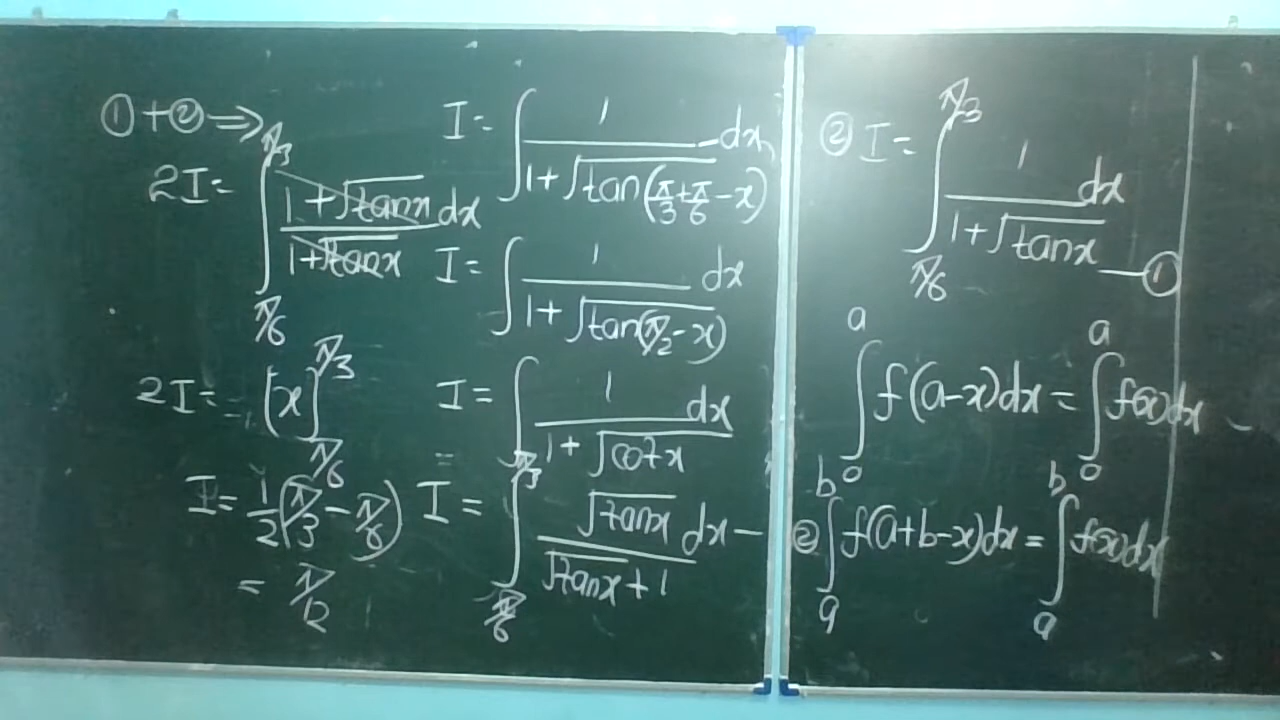 ② I = ∫_{π/6}^{π/3} 1/(1+√tanx) dx —①
∫_0^a f(a-x)dx = ∫_0^a f(x)dx
∫_a^b f(a+b-x)dx = ∫_a^b f(x)dx
I = ∫ 1/(1+√tan(π/3+π/6-x)) dx
I = ∫ 1/(1+√tan(π/2-x)) dx
I = ∫ 1/(1+√cotx) dx
I = ∫_{π/6}^{π/3} √tanx/(√tanx+1) dx —②
①+② ⇒
2I = ∫_{π/6}^{π/3} (1+√tanx)/(1+√tanx) dx
2I = [x]_{π/6}^{π/3}
I = 1/2(π/3 - π/6)
= π/12